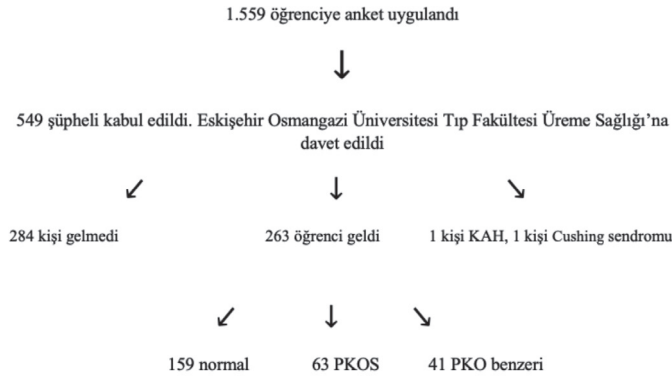 1.559 öğrenciye anket uygulandı
549 şüpheli kabul edildi. Eskişehir Osmangazi Üniversitesi Tıp Fakültesi Üreme Sağlığı’na
davet edildi
284 kişi gelmedi
263 öğrenci geldi
1 kişi KAH, 1 kişi Cushing sendromu
159 normal
63 PKOS
41 PKO benzeri